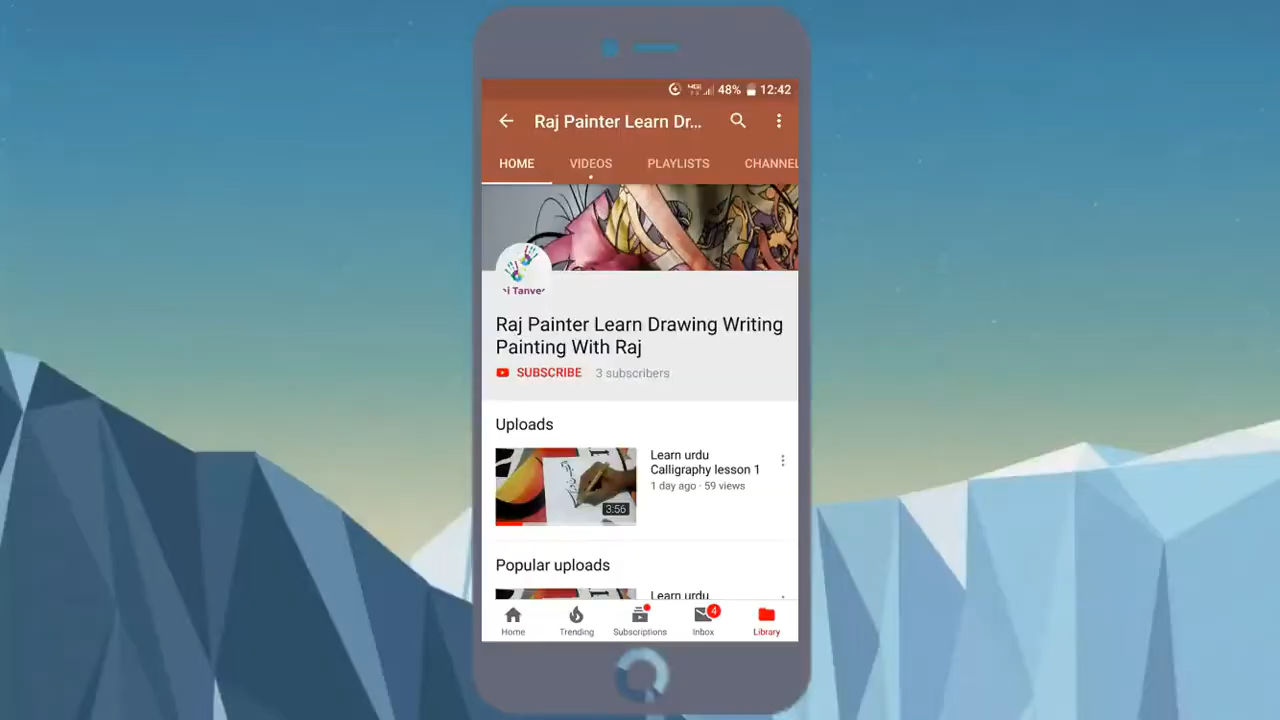 48% 12:42
Raj Painter Learn Dr...
HOME VIDEOS PLAYLISTS CHANNEL
i Tanve
Raj Painter Learn Drawing Writing
Painting With Raj
SUBSCRIBE 3 subscribers
Uploads
Learn urdu
Calligraphy lesson 1
1 day ago · 59 views
3:56
Popular uploads
Learn urdu
4
Home Trending Subscriptions Inbox Library